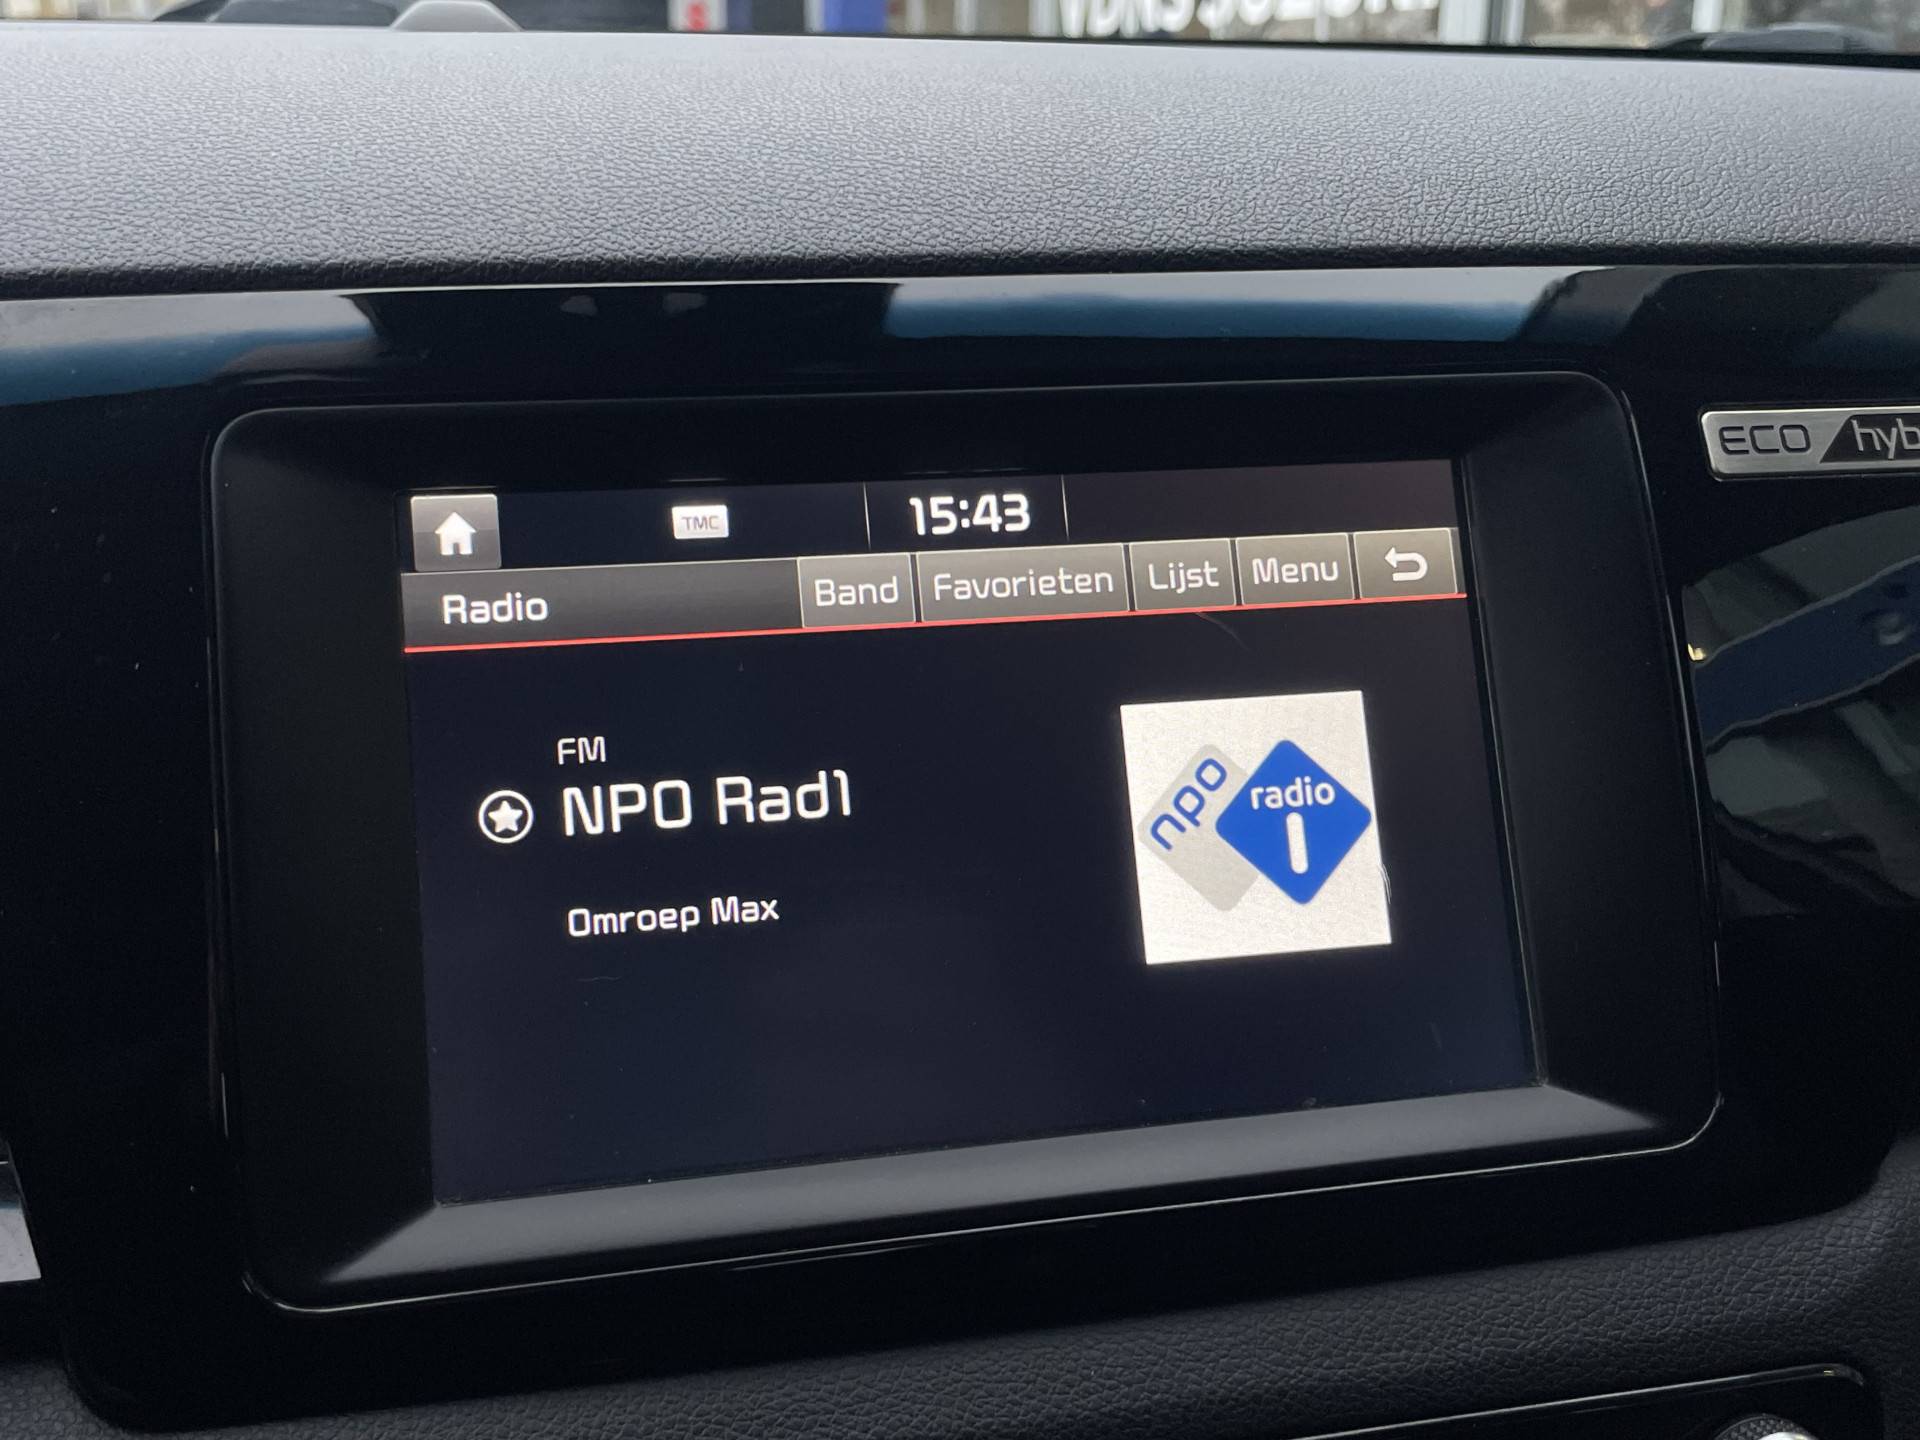 ECO hyb
TMC
15:43
Radio
Band
Favorieten
Lijst
Menu
FM
NPO Rad1
Omroep Max
npo
radio
1